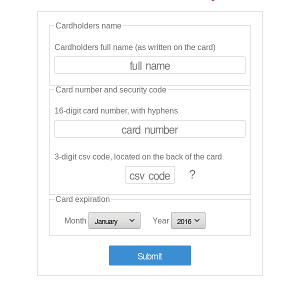 Cardholders name
Cardholders full name (as written on the card)
full name
Card number and security code
16-digit card number, with hyphens
card number
3-digit csv code, located on the back of the card
csv code ?
Card expiration
Month January Year 2016
Submit